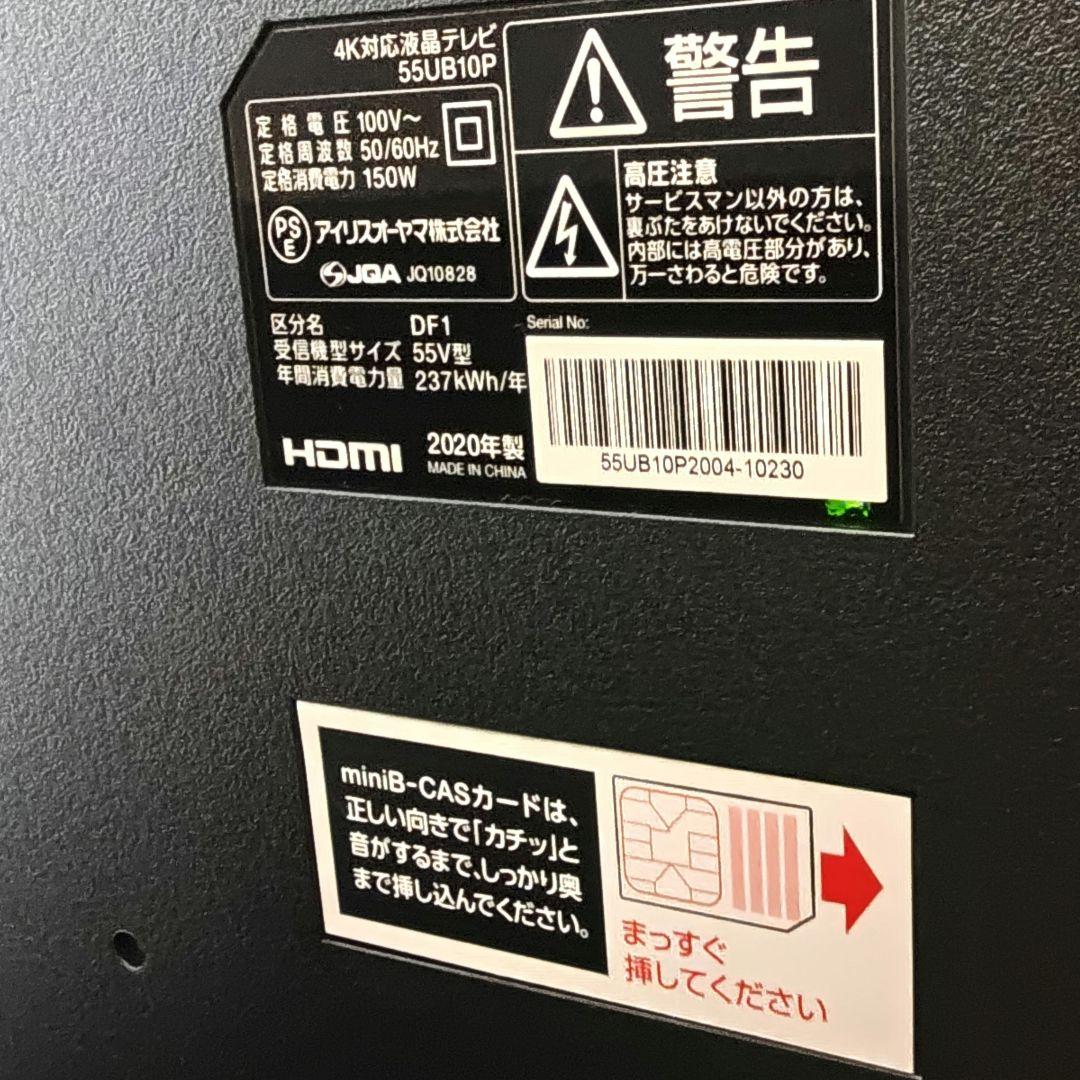 4K対応液晶テレビ
55UB10P
定格電圧 100V～
定格周波数 50/60Hz
定格消費電力 150W
PSE アイリスオーヤマ株式会社
JQA JQ10828
警告
高圧注意
サービスマン以外の方は、
裏ぶたをあけないでください。
内部には高電圧部分があり、
万一さわると危険です。
区分名 DF1
受信機型サイズ 55V型
年間消費電力量 237kWh/年
HDMI 2020年製
MADE IN CHINA
Serial No:
55UB10P2004-10230
miniB-CASカードは、
正しい向きで「カチッ」と
音がするまで、しっかり奥
まで挿し込んでください。
まっすぐ
挿してください